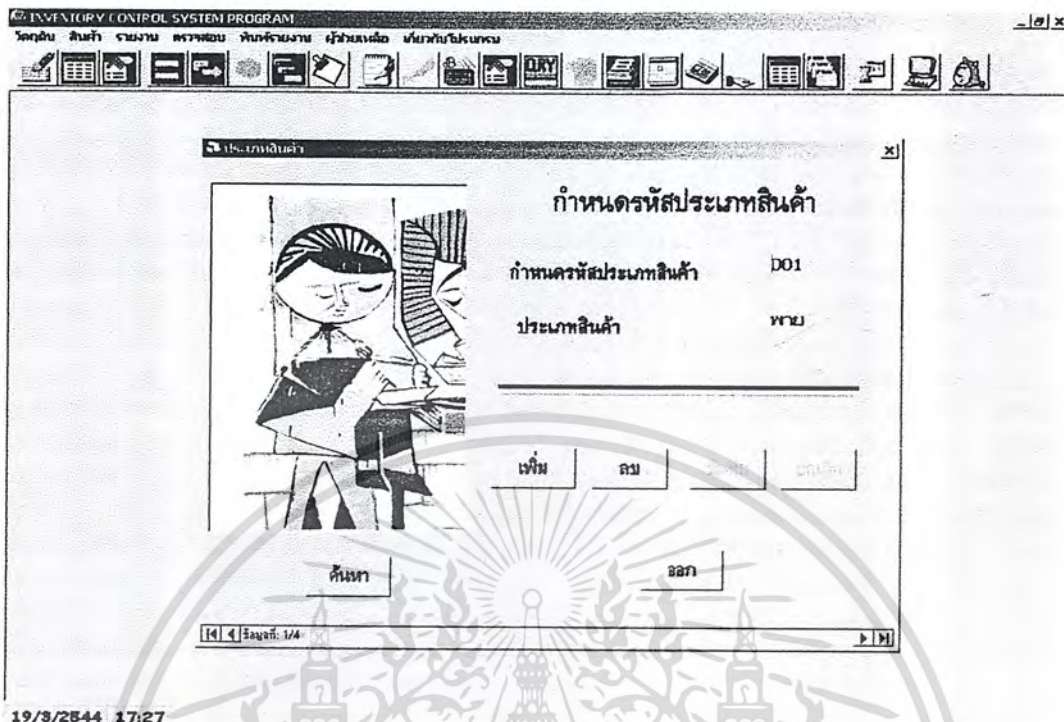 INVENTORY CONTROL SYSTEM PROGRAM
วัตถุดิบ สินค้า รายงาน ตรวจสอบ พิมพ์รายงาน ผู้ช่วยเหลือ เกี่ยวกับโปรแกรม
QRY
ประเภทสินค้า
กำหนดรหัสประเภทสินค้า
กำหนดรหัสประเภทสินค้า 001
ประเภทสินค้า พาย
เพิ่ม ลบ ยกเลิก
ค้นหา ออก
ข้อมูลที่: 1/4
19/3/2544 17:27